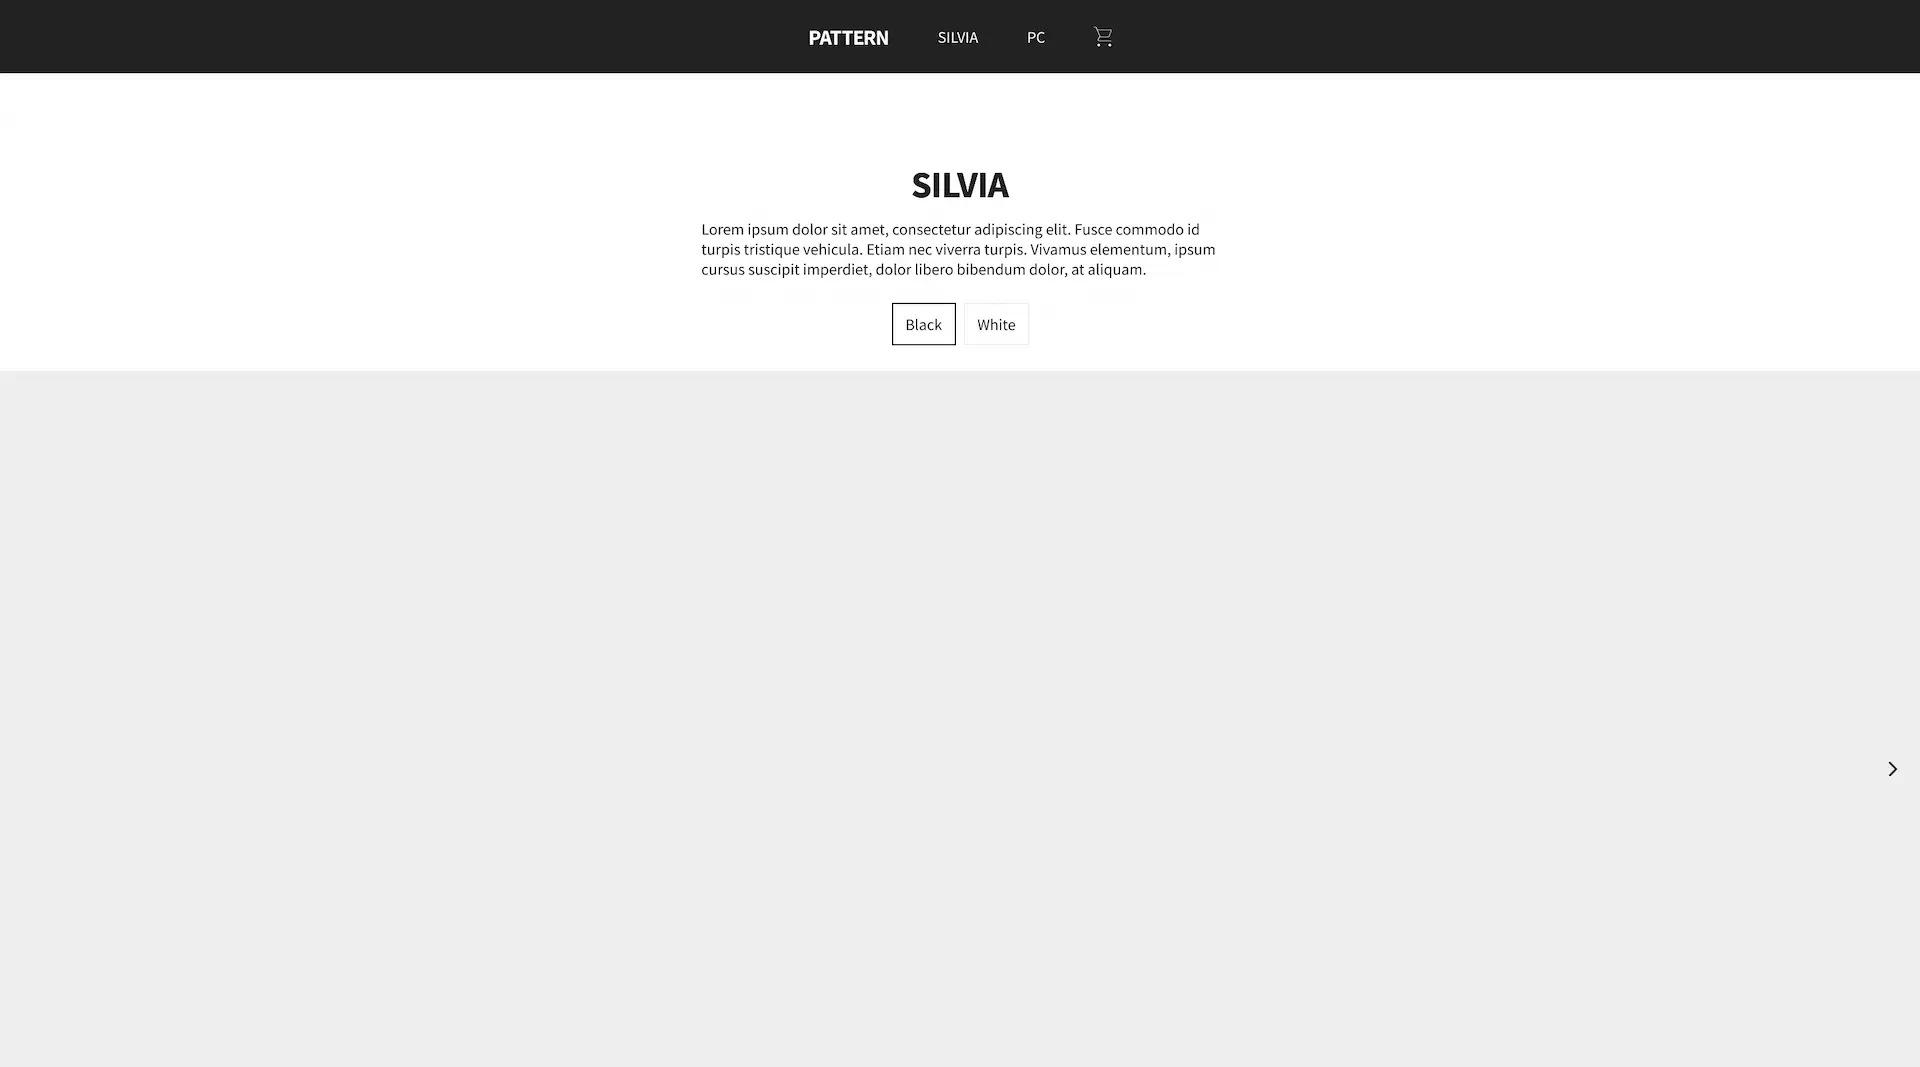 PATTERN SILVIA PC
SILVIA
Lorem ipsum dolor sit amet, consectetur adipiscing elit. Fusce commodo id
turpis tristique vehicula. Etiam nec viverra turpis. Vivamus elementum, ipsum
cursus suscipit imperdiet, dolor libero bibendum dolor, at aliquam.
Black White